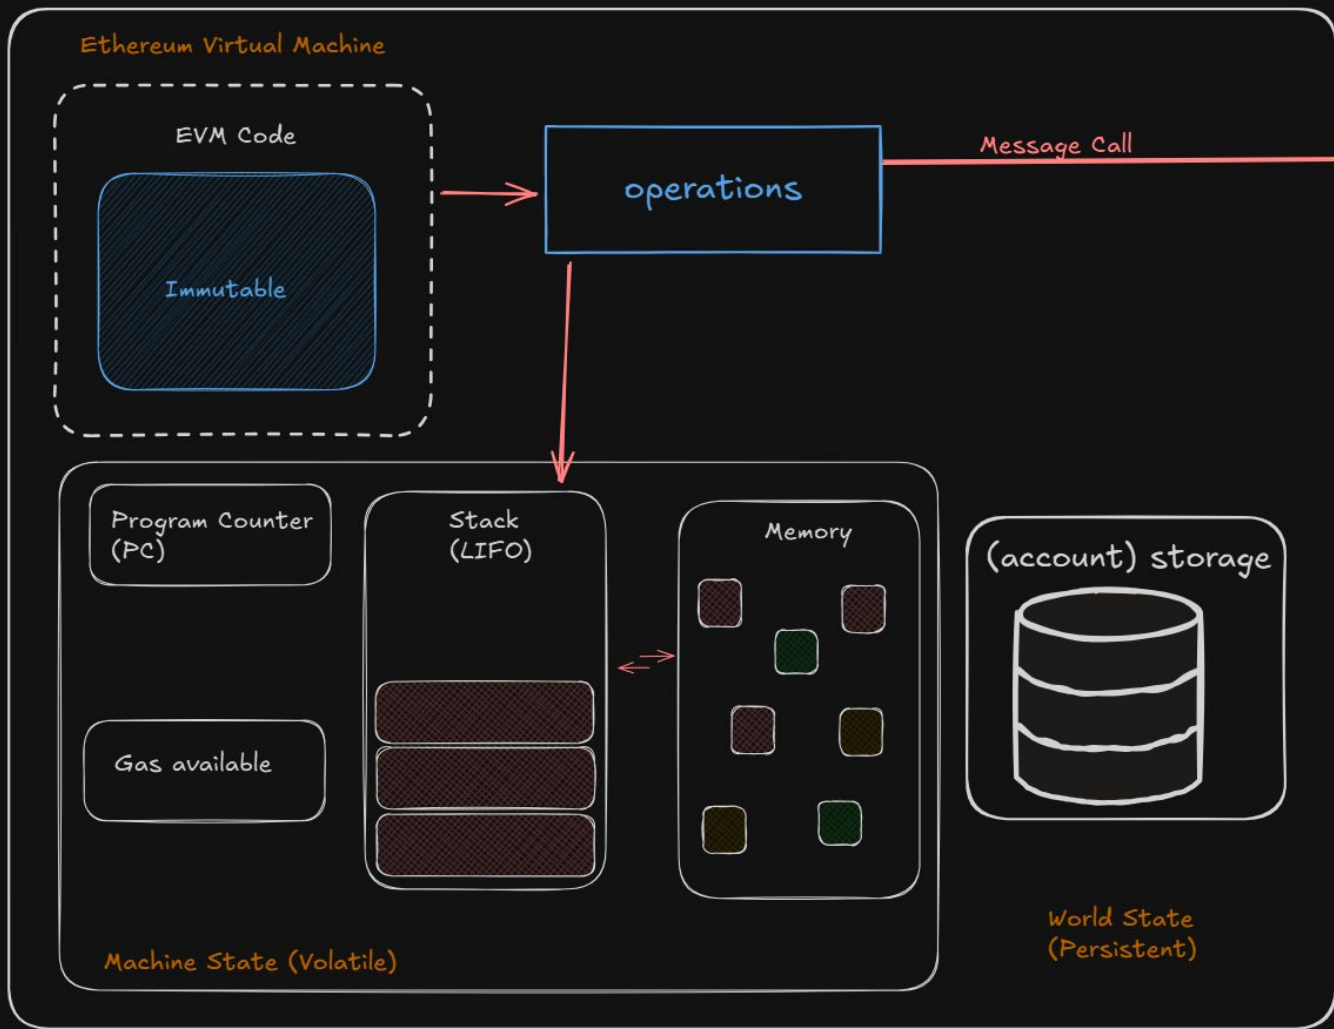 Ethereum Virtual Machine
EVM Code
Immutable
operations
Message Call
Program Counter
(PC)
Gas available
Stack
(LIFO)
Memory
Machine State (Volatile)
(account) storage
World State
(Persistent)